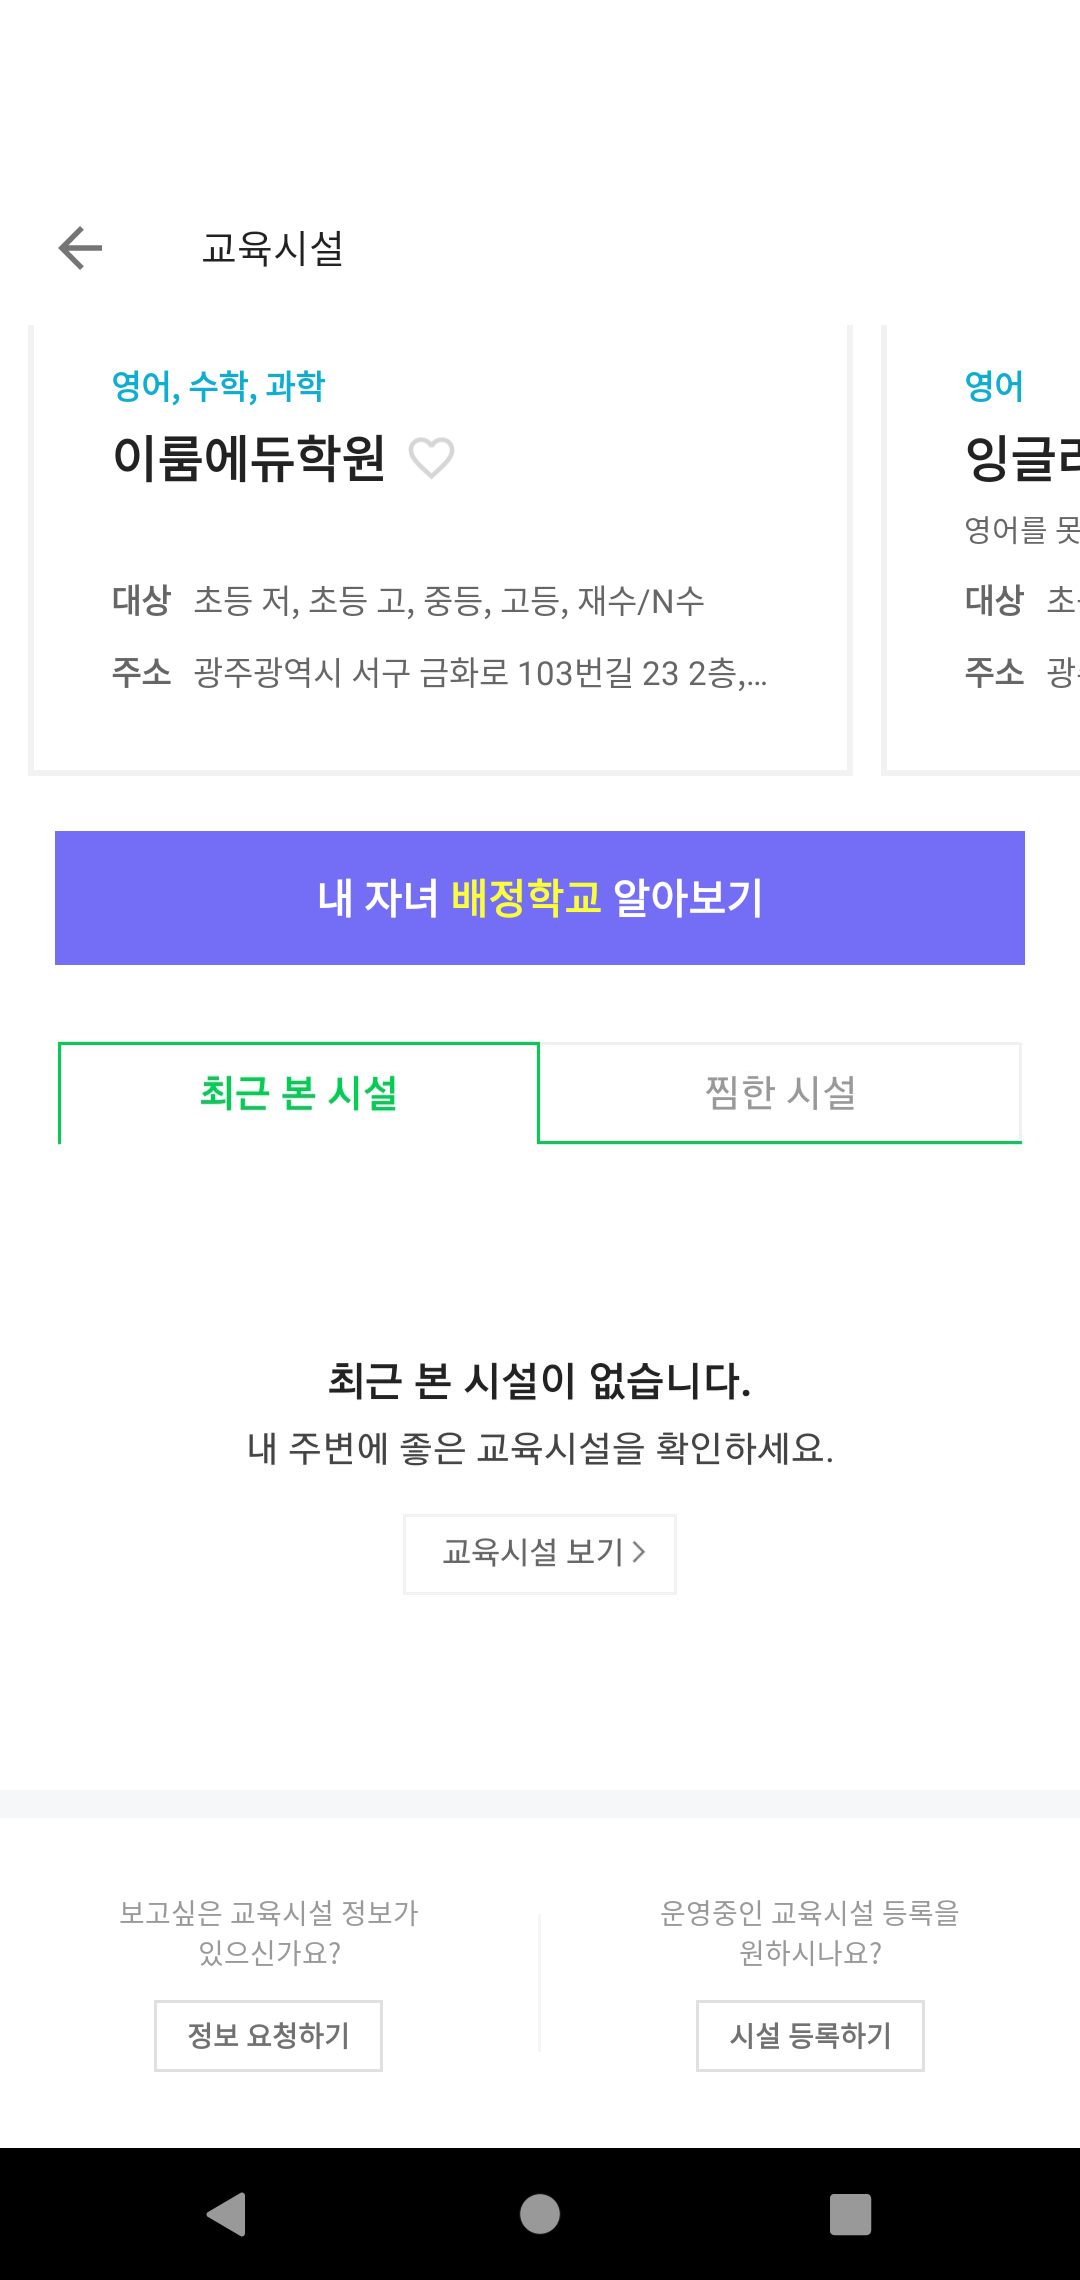 교육시설
영어, 수학, 과학
이룸에듀학원
대상 초등 저, 초등 고, 중등, 고등, 재수/N수
주소 광주광역시 서구 금화로 103번길 23 2층,...
영어
잉글
영어를 못
대상 초
주소
내 자녀 배정학교 알아보기
최근 본 시설
찜한 시설
최근 본 시설이 없습니다.
내 주변에 좋은 교육시설을 확인하세요.
교육시설 보기
보고싶은 교육시설 정보가
있으신가요?
정보 요청하기
운영중인 교육시설 등록을
원하시나요?
시설 등록하기